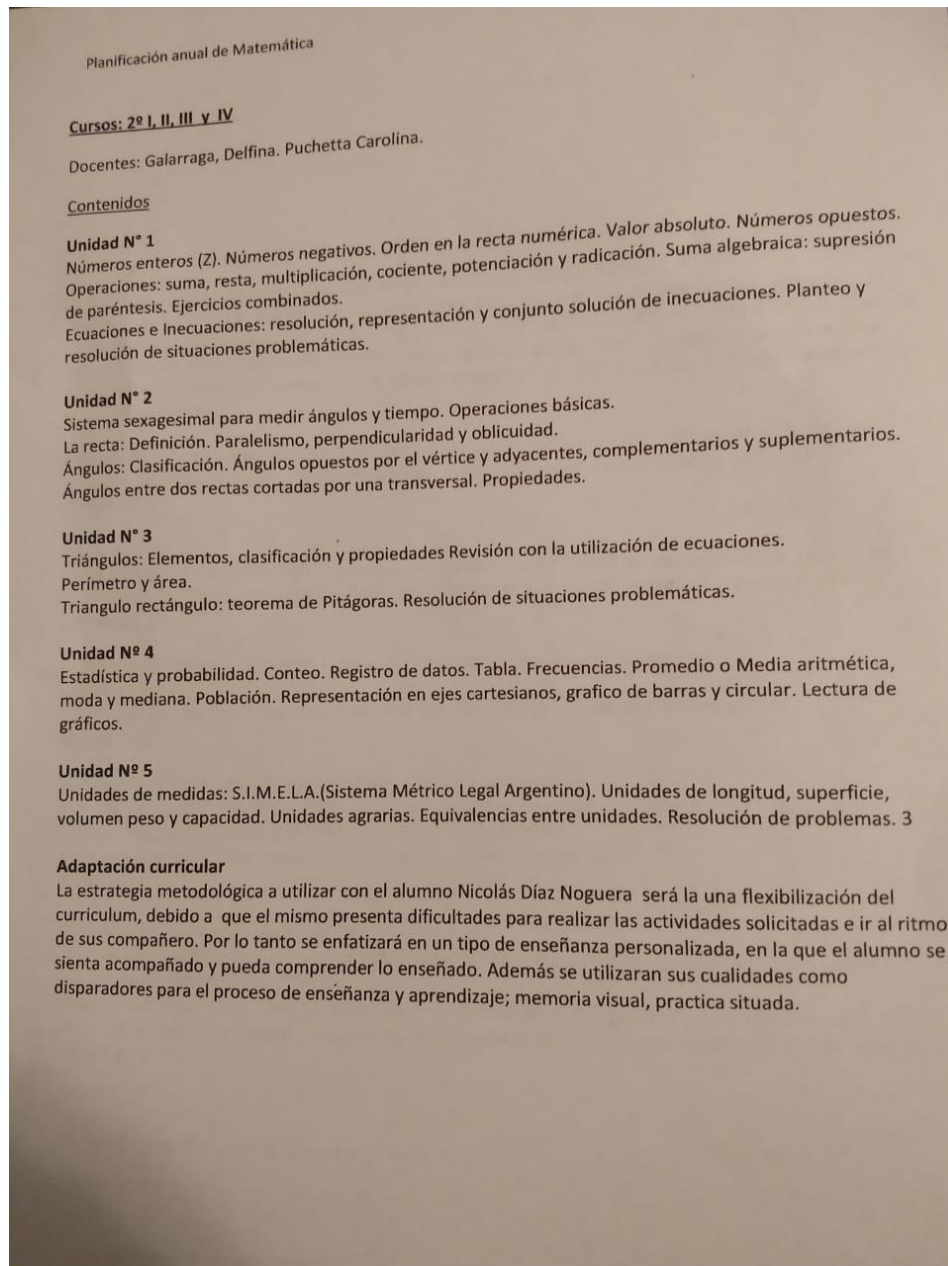 Planificación anual de Matemática
Cursos: 2º I, II, III y IV
Docentes: Galarraga, Delfina. Puchetta Carolina.
Contenidos
Unidad N° 1
Números enteros (Z). Números negativos. Orden en la recta numérica. Valor absoluto. Números opuestos.
Operaciones: suma, resta, multiplicación, cociente, potenciación y radicación. Suma algebraica: supresión
de paréntesis. Ejercicios combinados.
Ecuaciones e Inecuaciones: resolución, representación y conjunto solución de inecuaciones. Planteo y
resolución de situaciones problemáticas.
Unidad N° 2
Sistema sexagesimal para medir ángulos y tiempo. Operaciones básicas.
La recta: Definición. Paralelismo, perpendicularidad y oblicuidad.
Ángulos: Clasificación. Ángulos opuestos por el vértice y adyacentes, complementarios y suplementarios.
Ángulos entre dos rectas cortadas por una transversal. Propiedades.
Unidad N° 3
Triángulos: Elementos, clasificación y propiedades Revisión con la utilización de ecuaciones.
Perímetro y área.
Triangulo rectángulo: teorema de Pitágoras. Resolución de situaciones problemáticas.
Unidad Nº 4
Estadística y probabilidad. Conteo. Registro de datos. Tabla. Frecuencias. Promedio o Media aritmética,
moda y mediana. Población. Representación en ejes cartesianos, grafico de barras y circular. Lectura de
gráficos.
Unidad Nº 5
Unidades de medidas: S.I.M.E.L.A.(Sistema Métrico Legal Argentino). Unidades de longitud, superficie,
volumen peso y capacidad. Unidades agrarias. Equivalencias entre unidades. Resolución de problemas. 3
Adaptación curricular
La estrategia metodológica a utilizar con el alumno Nicolás Díaz Noguera será la una flexibilización del
curriculum, debido a que el mismo presenta dificultades para realizar las actividades solicitadas e ir al ritmo
de sus compañero. Por lo tanto se enfatizará en un tipo de enseñanza personalizada, en la que el alumno se
sienta acompañado y pueda comprender lo enseñado. Además se utilizaran sus cualidades como
disparadores para el proceso de enseñanza y aprendizaje; memoria visual, practica situada.